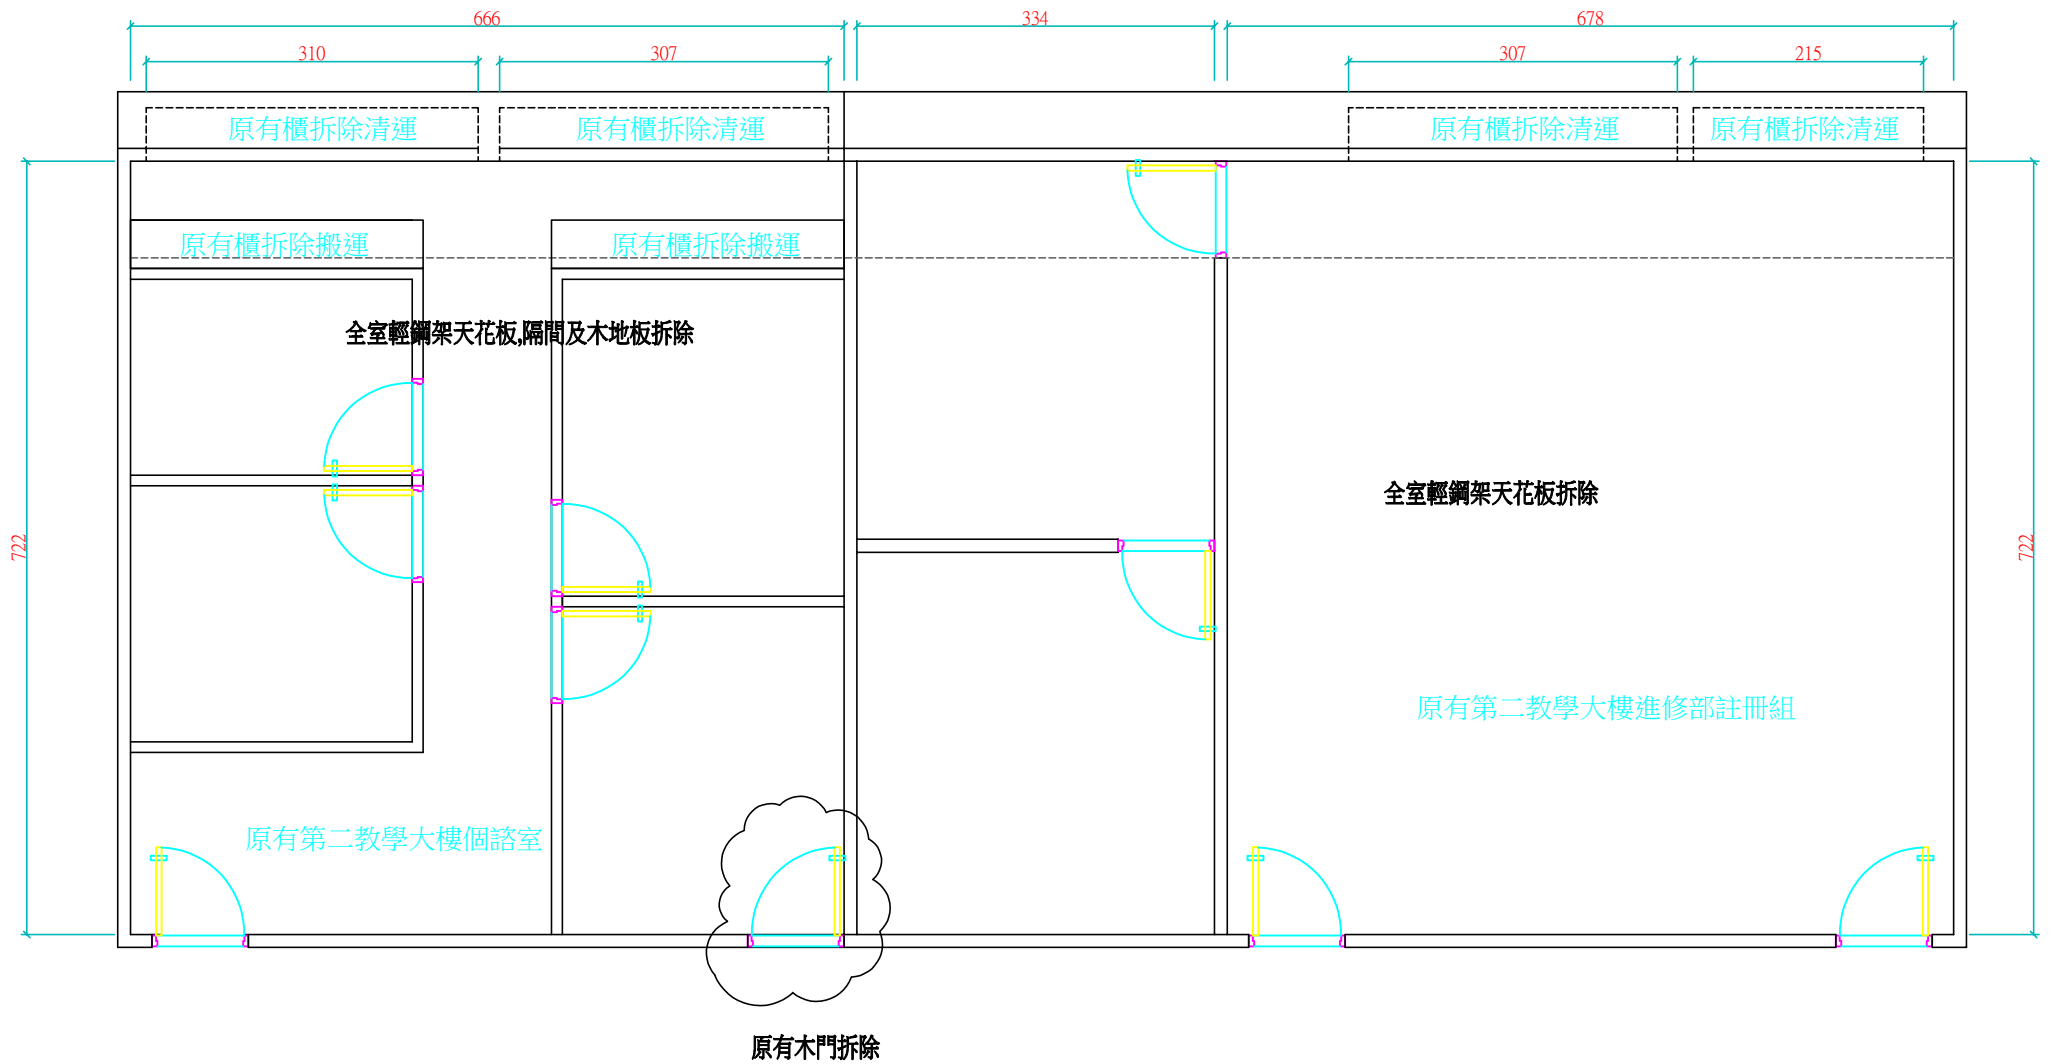 666
334
678
310
307
307
215
原有櫃拆除清運
原有櫃拆除清運
原有櫃拆除清運
原有櫃拆除清運
原有櫃拆除搬運
原有櫃拆除搬運
全室輕鋼架天花板,隔間及木地板拆除
全室輕鋼架天花板拆除
722
722
原有第二教學大樓進修部註冊組
原有第二教學大樓個諮室
原有木門拆除